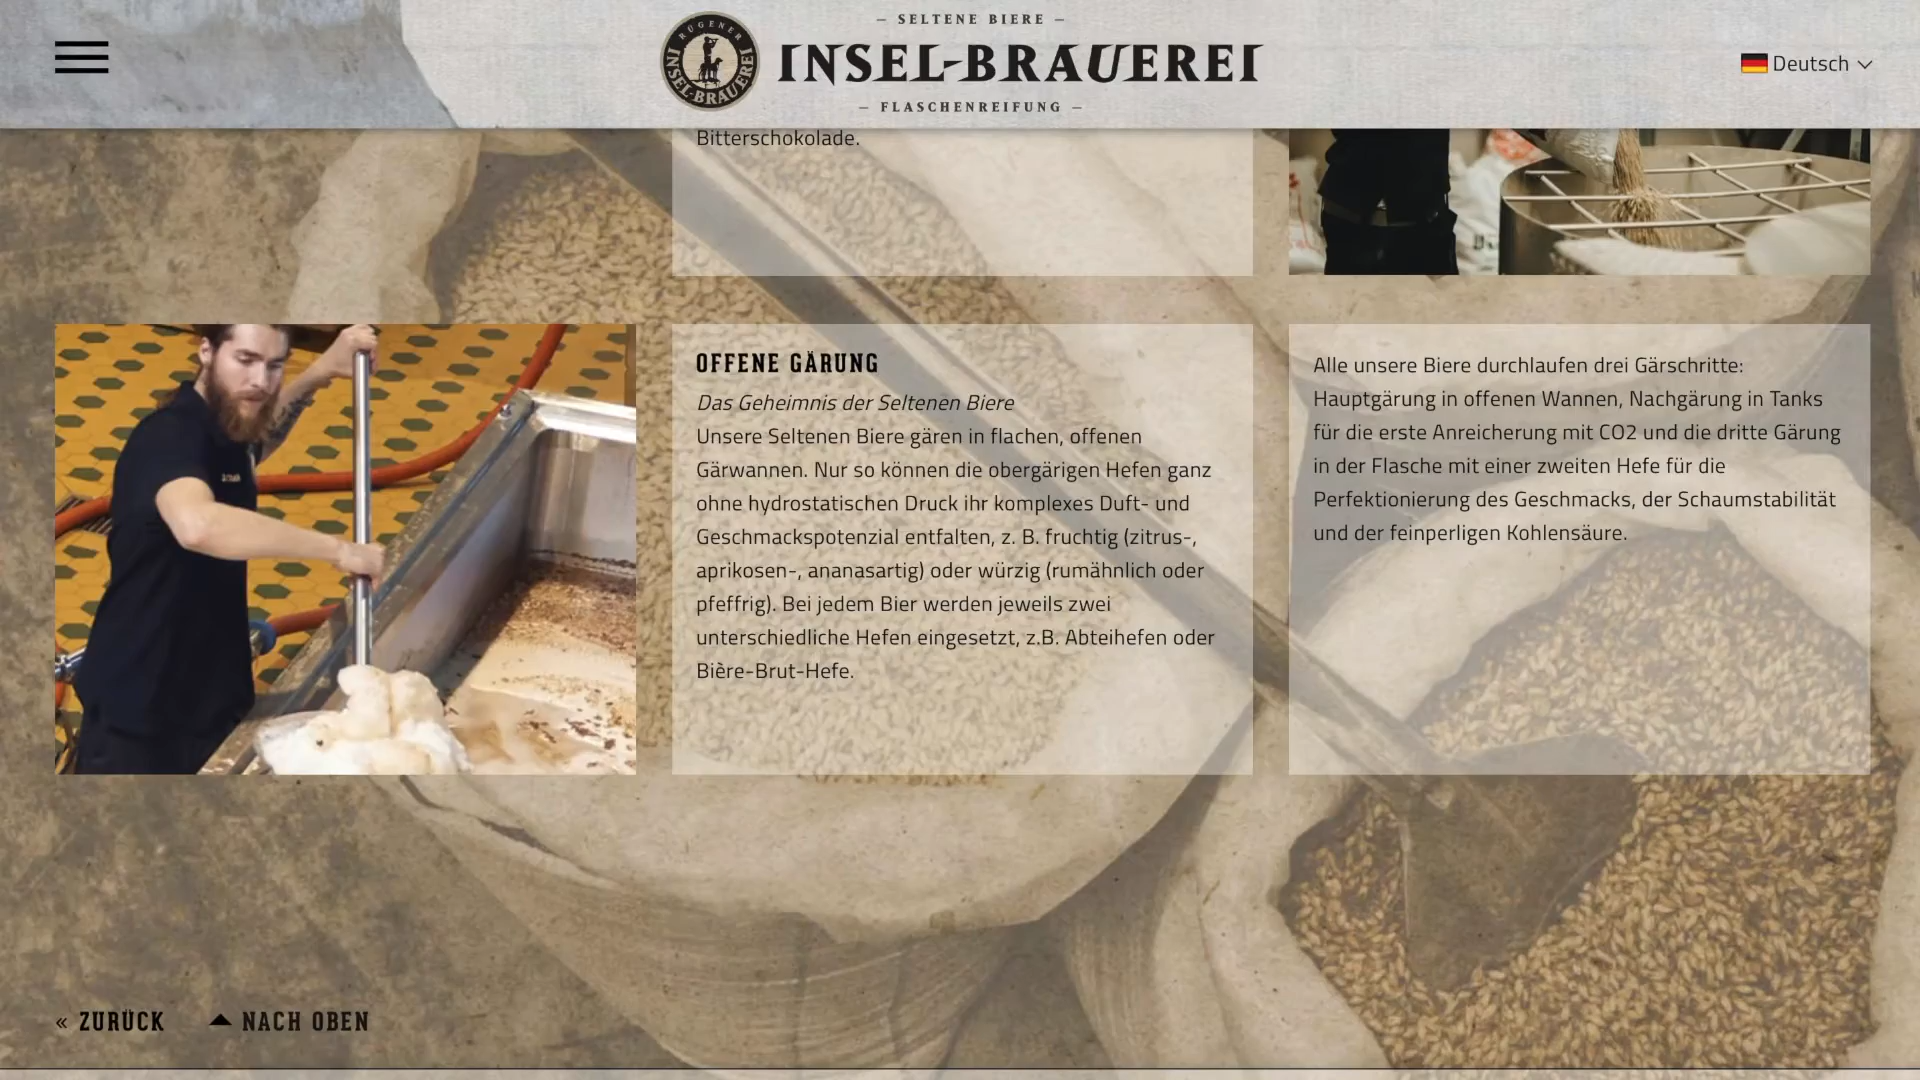 – SELTENE BIERE –
RÜGENER
INSEL-BRAUEREI
INSEL-BRAUEREI
– FLASCHENREIFUNG –
Deutsch
Bitterschokolade.
OFFENE GÄRUNG
Das Geheimnis der Seltenen Biere
Unsere Seltenen Biere gären in flachen, offenen
Gärwannen. Nur so können die obergärigen Hefen ganz
ohne hydrostatischen Druck ihr komplexes Duft- und
Geschmackspotenzial entfalten, z. B. fruchtig (zitrus-,
aprikosen-, ananasartig) oder würzig (rumähnlich oder
pfeffrig). Bei jedem Bier werden jeweils zwei
unterschiedliche Hefen eingesetzt, z.B. Abteihefen oder
Bière-Brut-Hefe.
Alle unsere Biere durchlaufen drei Gärschritte:
Hauptgärung in offenen Wannen, Nachgärung in Tanks
für die erste Anreicherung mit CO2 und die dritte Gärung
in der Flasche mit einer zweiten Hefe für die
Perfektionierung des Geschmacks, der Schaumstabilität
und der feinperligen Kohlensäure.
« ZURÜCK
NACH OBEN